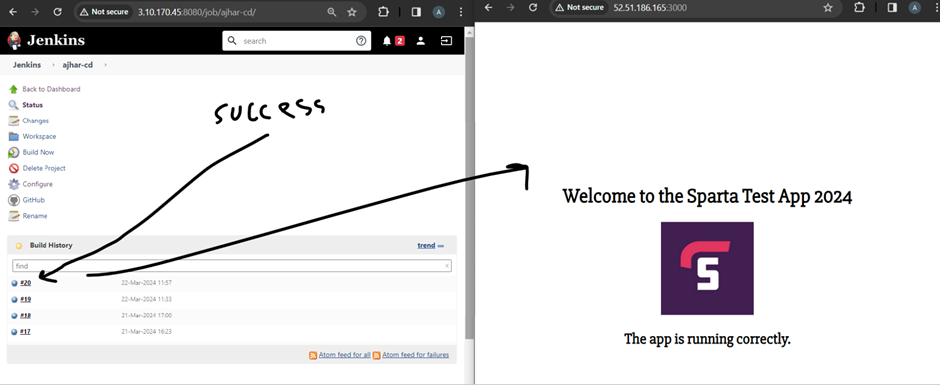 Not secure 3.10.170.45:8080/job/ajhar-cd/
A
Jenkins
search
2
Jenkins ajhar-cd
Back to Dashboard
Status
Changes
Workspace
Build Now
Delete Project
Configure
GitHub
Rename
success
Build History trend
find x
#20 22-Mar-2024 11:57
#19 22-Mar-2024 11:33
#18 21-Mar-2024 17:00
#17 21-Mar-2024 16:23
Atom feed for all Atom feed for failures
Not secure 52.51.186.165:3000
A
Welcome to the Sparta Test App 2024
S
The app is running correctly.